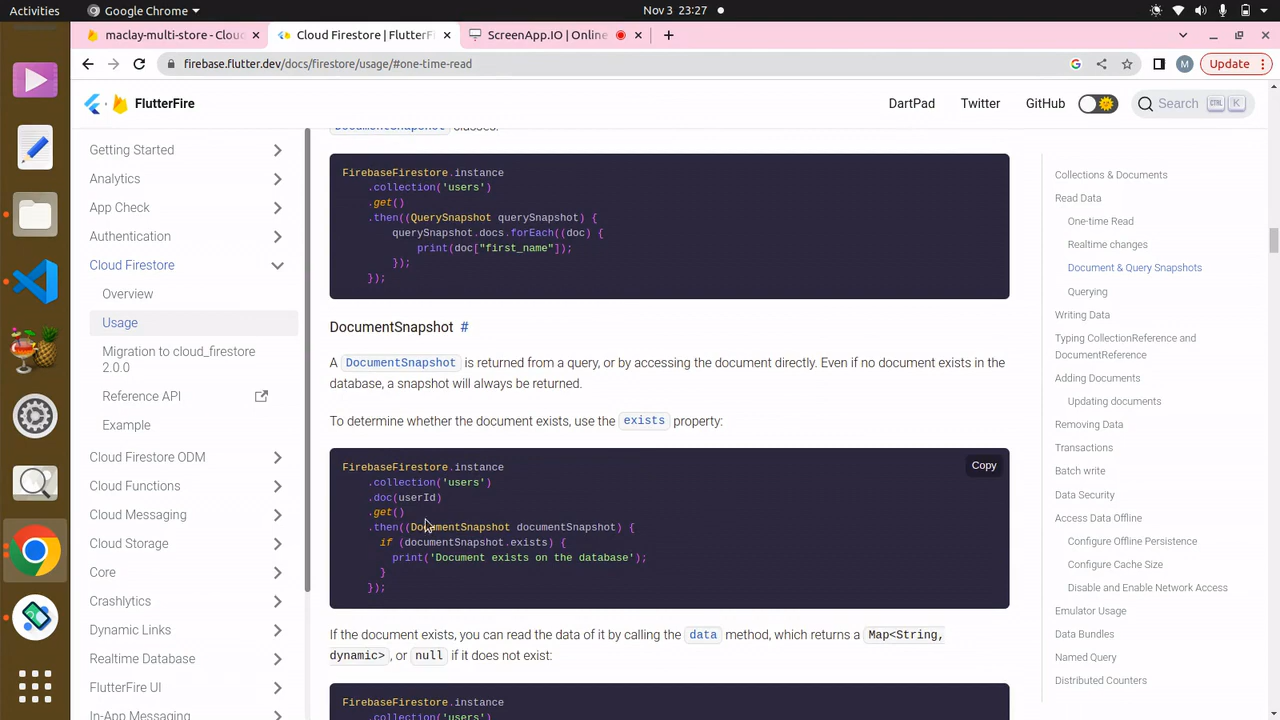 Activities
Google Chrome
Nov 3 23:27
maclay-multi-store - Clou
Cloud Firestore | FlutterF
ScreenApp.IO | Online
firebase.flutter.dev/docs/firestore/usage/#one-time-read
M
Update
FlutterFire
DartPad
Twitter
GitHub
Search
CTRL
K
Getting Started
Analytics
App Check
Authentication
Cloud Firestore
Overview
Usage
Migration to cloud_firestore
2.0.0
Reference API
Example
Cloud Firestore ODM
Cloud Functions
Cloud Messaging
Cloud Storage
Core
Crashlytics
Dynamic Links
Realtime Database
FlutterFire UI
In-App Messaging
DocumentSnapshot classes:
FirebaseFirestore.instance
.collection('users')
.get()
.then((QuerySnapshot querySnapshot) {
querySnapshot.docs.forEach((doc) {
print(doc["first_name"]);
});
});
DocumentSnapshot #
A DocumentSnapshot is returned from a query, or by accessing the document directly. Even if no document exists in the
database, a snapshot will always be returned.
To determine whether the document exists, use the exists property:
Copy
FirebaseFirestore.instance
.collection('users')
.doc(userId)
.get()
.then((DocumentSnapshot documentSnapshot) {
if (documentSnapshot.exists) {
print('Document exists on the database');
}
});
If the document exists, you can read the data of it by calling the data method, which returns a Map<String,
dynamic>, or null if it does not exist:
FirebaseFirestore.instance
.collection('users')
Collections & Documents
Read Data
One-time Read
Realtime changes
Document & Query Snapshots
Querying
Writing Data
Typing CollectionReference and
DocumentReference
Adding Documents
Updating documents
Removing Data
Transactions
Batch write
Data Security
Access Data Offline
Configure Offline Persistence
Configure Cache Size
Disable and Enable Network Access
Emulator Usage
Data Bundles
Named Query
Distributed Counters